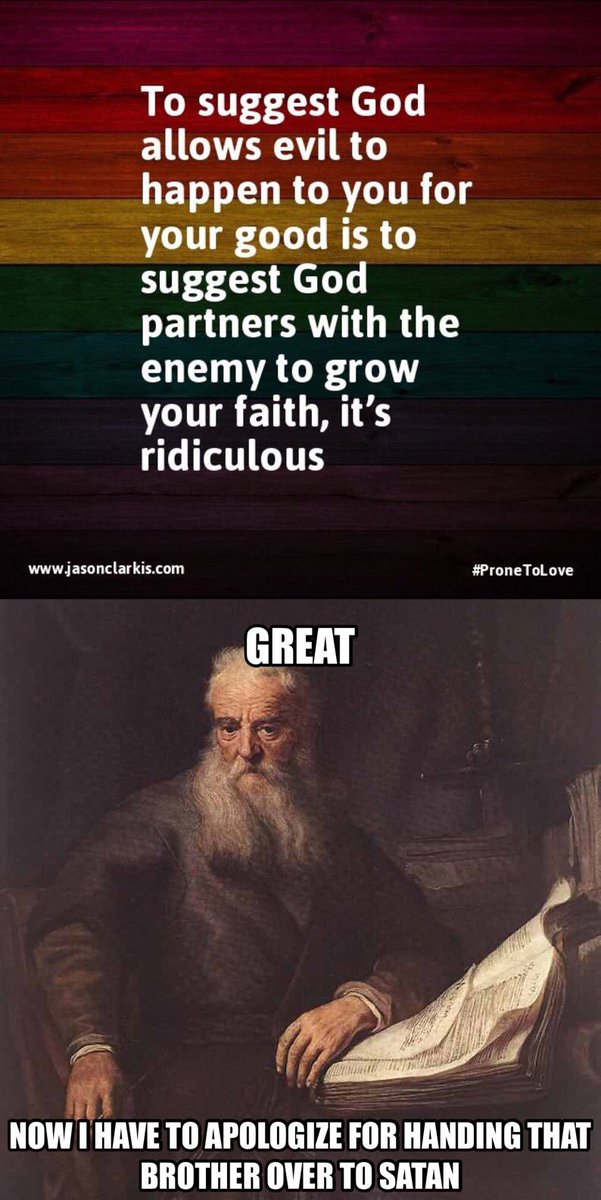 To suggest God
allows evil to
happen to you for
your good is to
suggest God
partners with the
enemy to grow
your faith, it's
ridiculous
www.jasonclarkis.com
#ProneToLove
GREAT
NOW I HAVE TO APOLOGIZE FOR HANDING THAT
BROTHER OVER TO SATAN